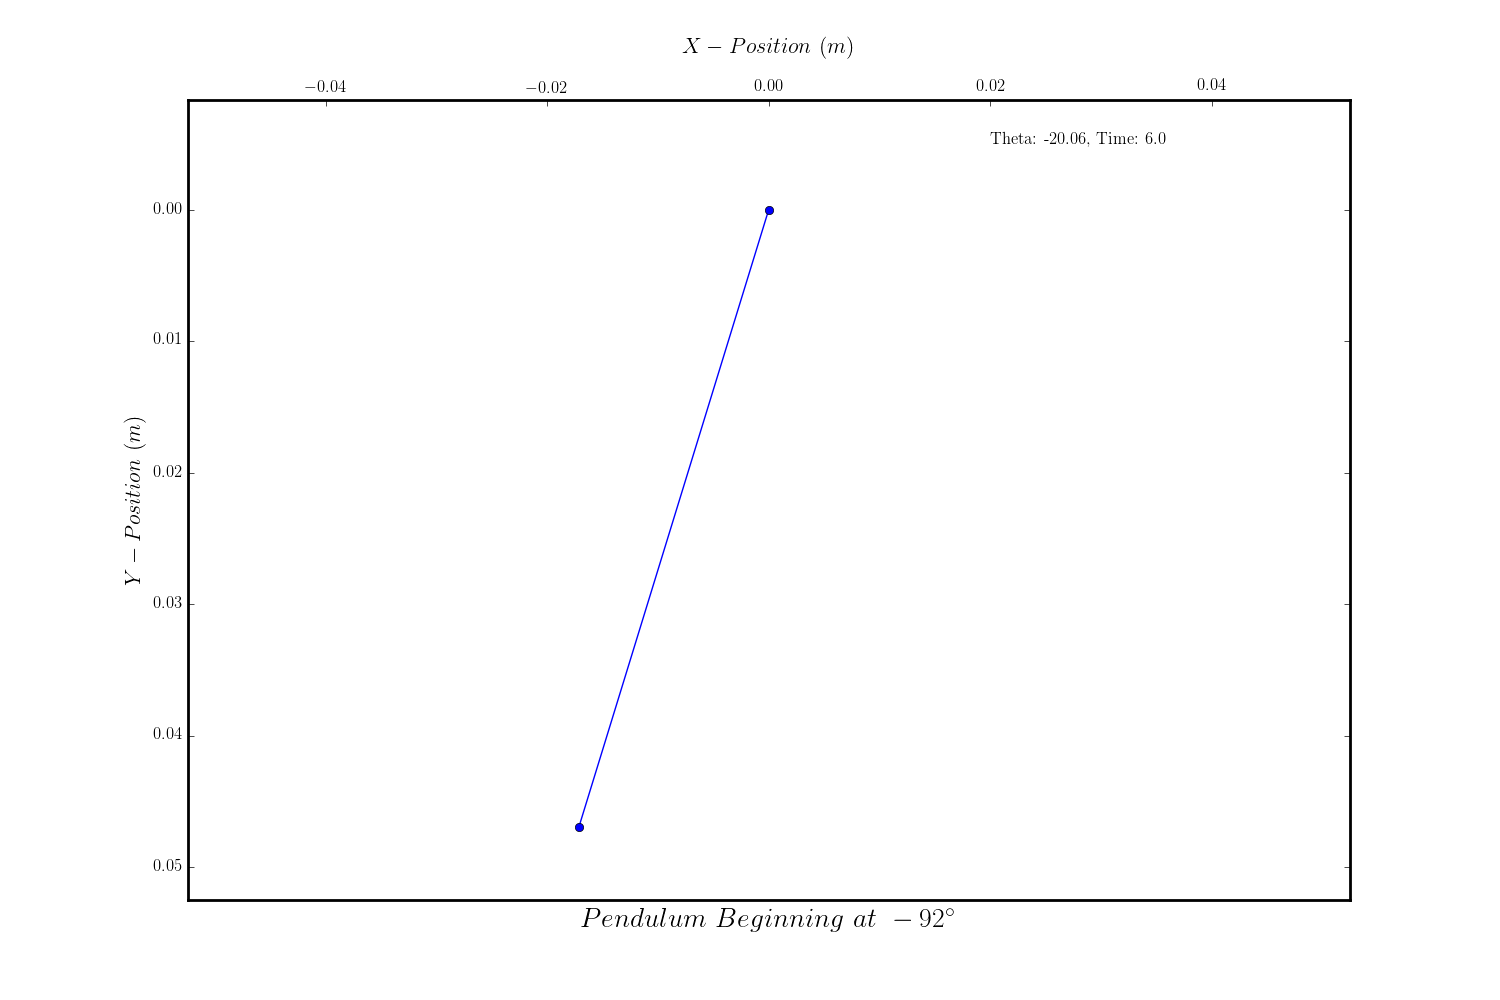 X − Position (m)
−0.04 −0.02 0.00 0.02 0.04
Theta: -20.06, Time: 6.0
0.00
0.01
0.02
0.03
0.04
0.05
Y − Position (m)
Pendulum Beginning at − 92°